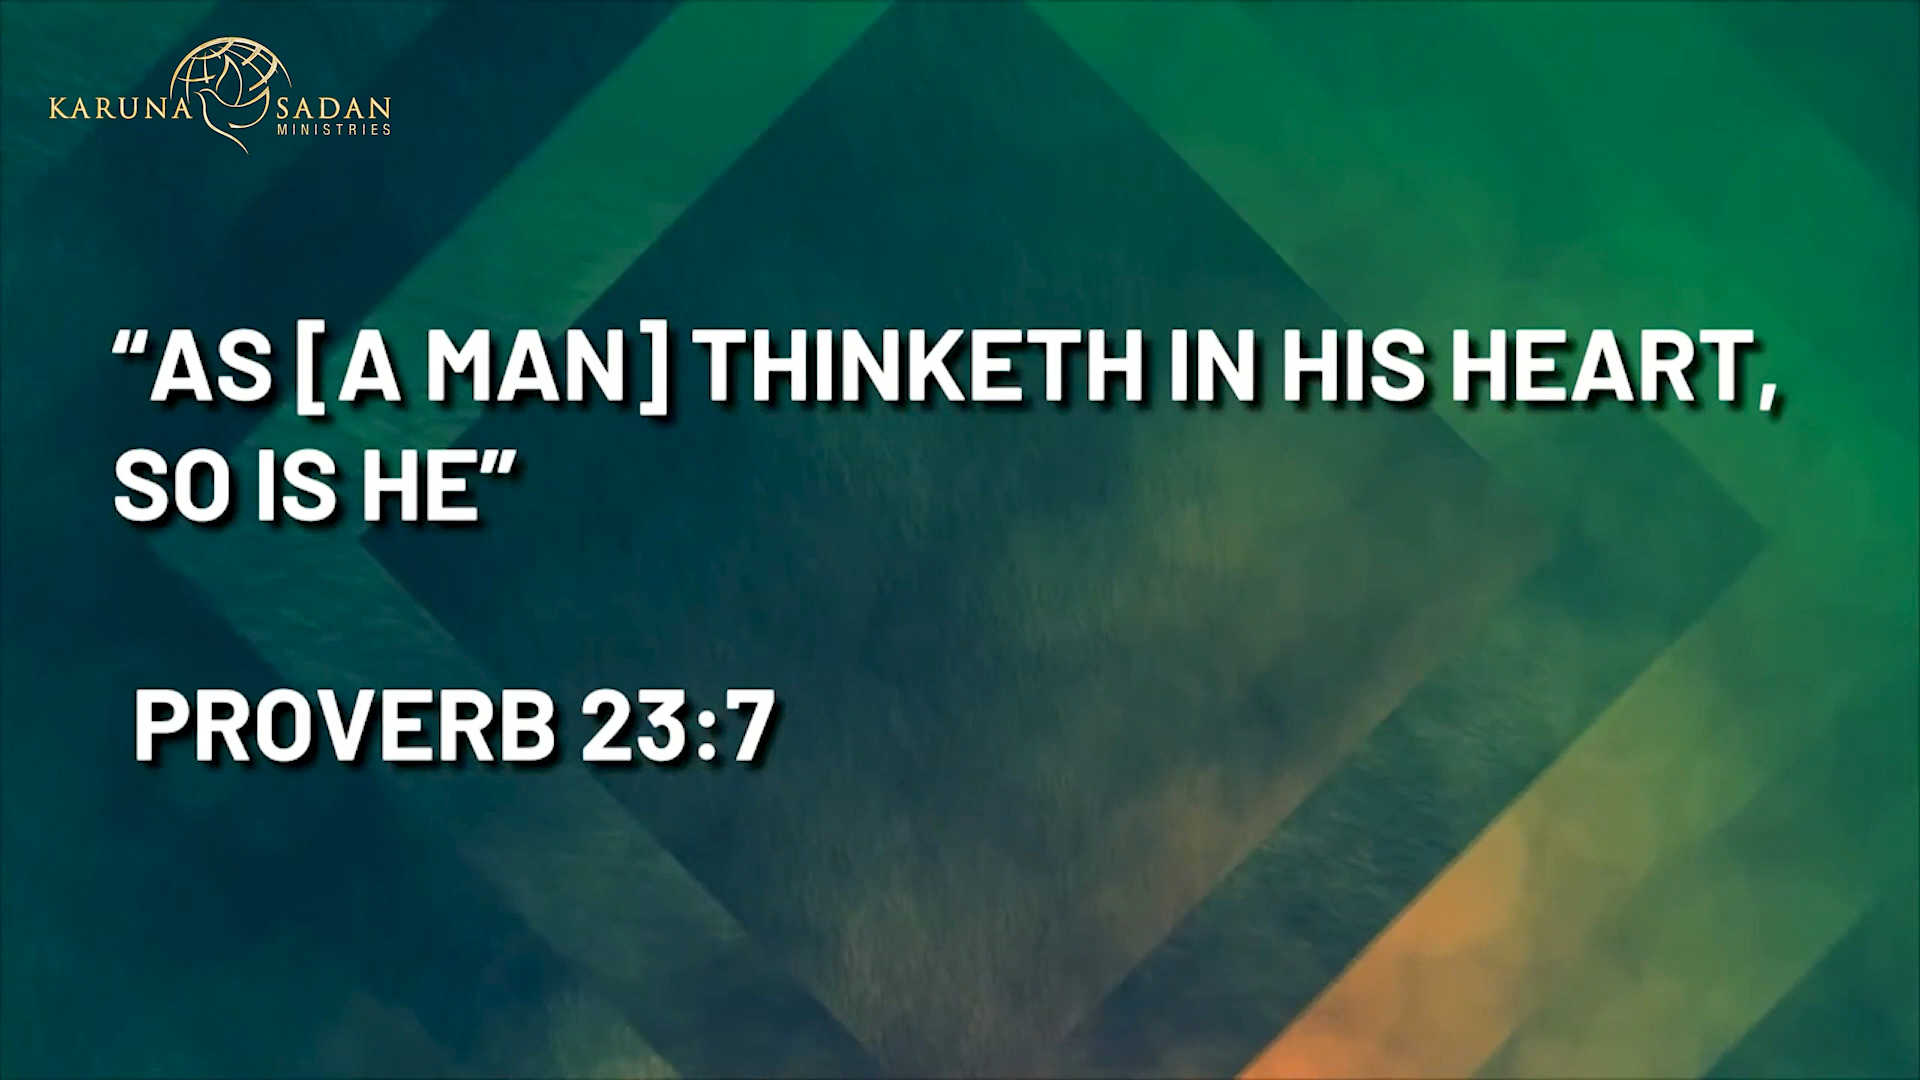 KARUNA SADAN
MINISTRIES
“AS [A MAN] THINKETH IN HIS HEART,
SO IS HE”
PROVERB 23:7